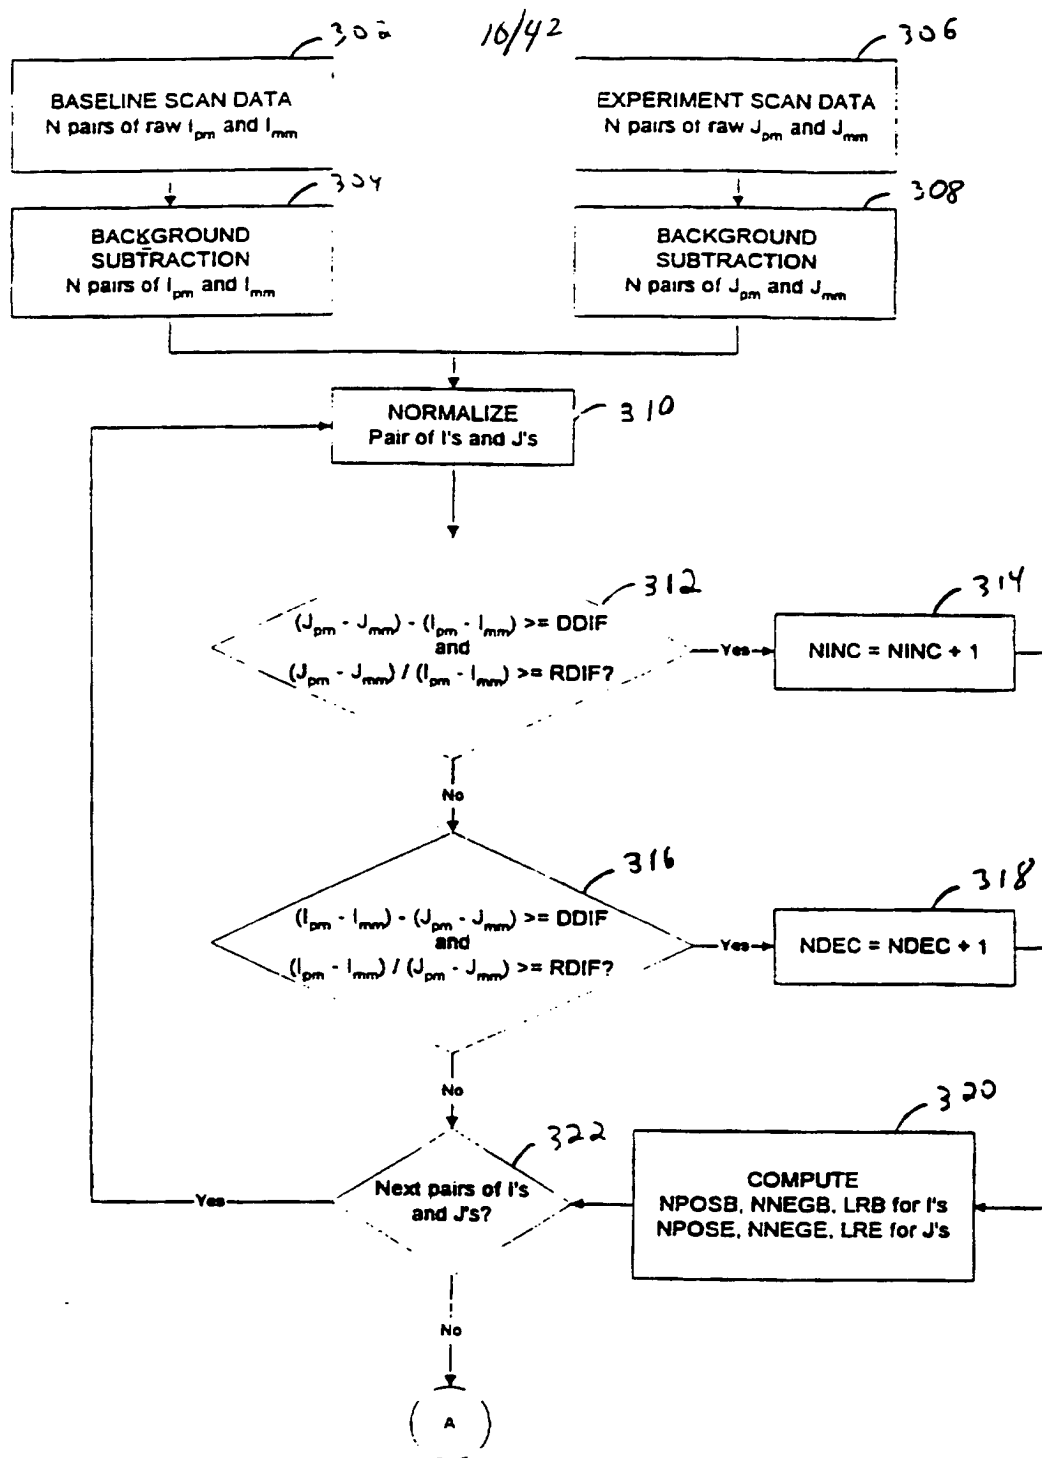 302
10/42
306
BASELINE SCAN DATA
N pairs of raw Ipm and Imm
EXPERIMENT SCAN DATA
N pairs of raw Jpm and Jmm
304
308
BACKGROUND
SUBTRACTION
N pairs of Ipm and Imm
BACKGROUND
SUBTRACTION
N pairs of Jpm and Jmm
310
NORMALIZE
Pair of I's and J's
312
314
(Jpm - Jmm) - (Ipm - Imm) >= DDIF
and
(Jpm - Jmm) / (Ipm - Imm) >= RDIF?
Yes
NINC = NINC + 1
No
316
318
(Ipm - Imm) - (Jpm - Jmm) >= DDIF
and
(Ipm - Imm) / (Jpm - Jmm) >= RDIF?
Yes
NDEC = NDEC + 1
No
322
320
Yes
Next pairs of I's
and J's?
COMPUTE
NPOSB, NNEGB, LRB for I's
NPOSE, NNEGE, LRE for J's
No
A